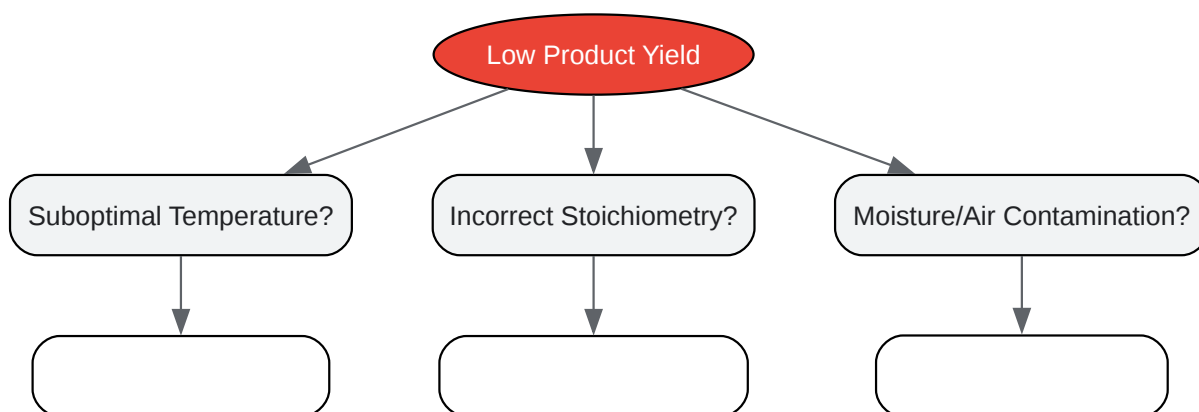 Low Product Yield
Suboptimal Temperature?
Incorrect Stoichiometry?
Moisture/Air Contamination?